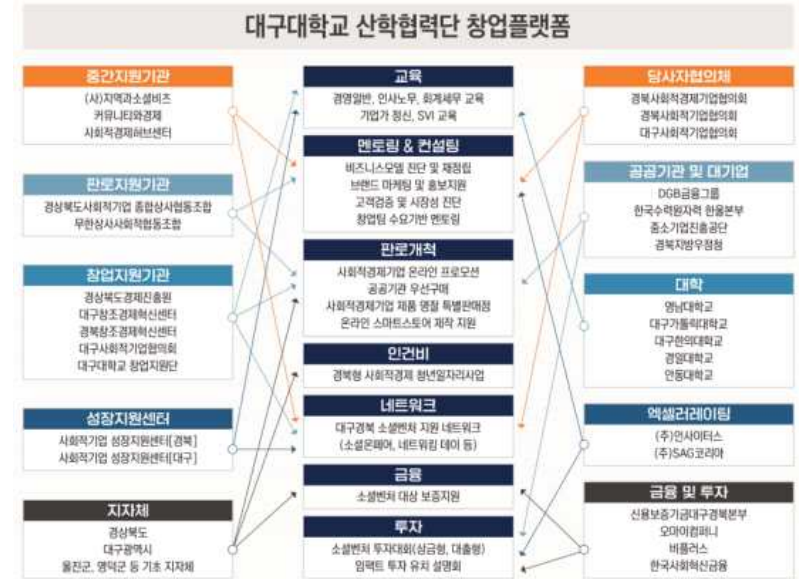 대구대학교 산학협력단 창업플랫폼
중간지원기관
(사)지역과소셜비즈
커뮤니티와경제
사회적경제허브센터
판로지원기관
경상북도사회적기업 종합상사협동조합
무한상사사회적협동조합
창업지원기관
경상북도경제진흥원
대구창조경제혁신센터
경북창조경제혁신센터
대구사회적기업협의회
대구대학교 창업지원단
성장지원센터
사회적기업 성장지원센터[경북]
사회적기업 성장지원센터[대구]
지자체
경상북도
대구광역시
울진군, 영덕군 등 기초 지자체
교육
경영일반, 인사노무, 회계세무 교육
기업가 정신, SVI 교육
멘토링 & 컨설팅
비즈니스모델 진단 및 재정립
브랜드 마케팅 및 홍보지원
고객검증 및 시장성 진단
창업팀 수요기반 멘토링
판로개척
사회적경제기업 온라인 프로모션
공공기관 우선구매
사회적경제기업 제품 명절 특별판매점
온라인 스마트스토어 제작 지원
인건비
경북형 사회적경제 청년일자리사업
네트워크
대구경북 소셜벤처 지원 네트워크
(소셜온페어, 네트워킹 데이 등)
금융
소셜벤처 대상 보증지원
투자
소셜벤처 투자대회(상금형, 대출형)
임팩트 투자 유치 설명회
당사자협의체
경북사회적경제기업협의회
경북사회적기업협의회
대구사회적기업협의회
공공기관 및 대기업
DGB금융그룹
한국수력원자력 한울본부
중소기업진흥공단
경북지방우정청
대학
영남대학교
대구가톨릭대학교
대구한의대학교
경일대학교
안동대학교
엑셀러레이팅
(주)인사이터스
(주)SAG코리아
금융 및 투자
신용보증기금대구경북본부
오마이컴퍼니
비플러스
한국사회혁신금융